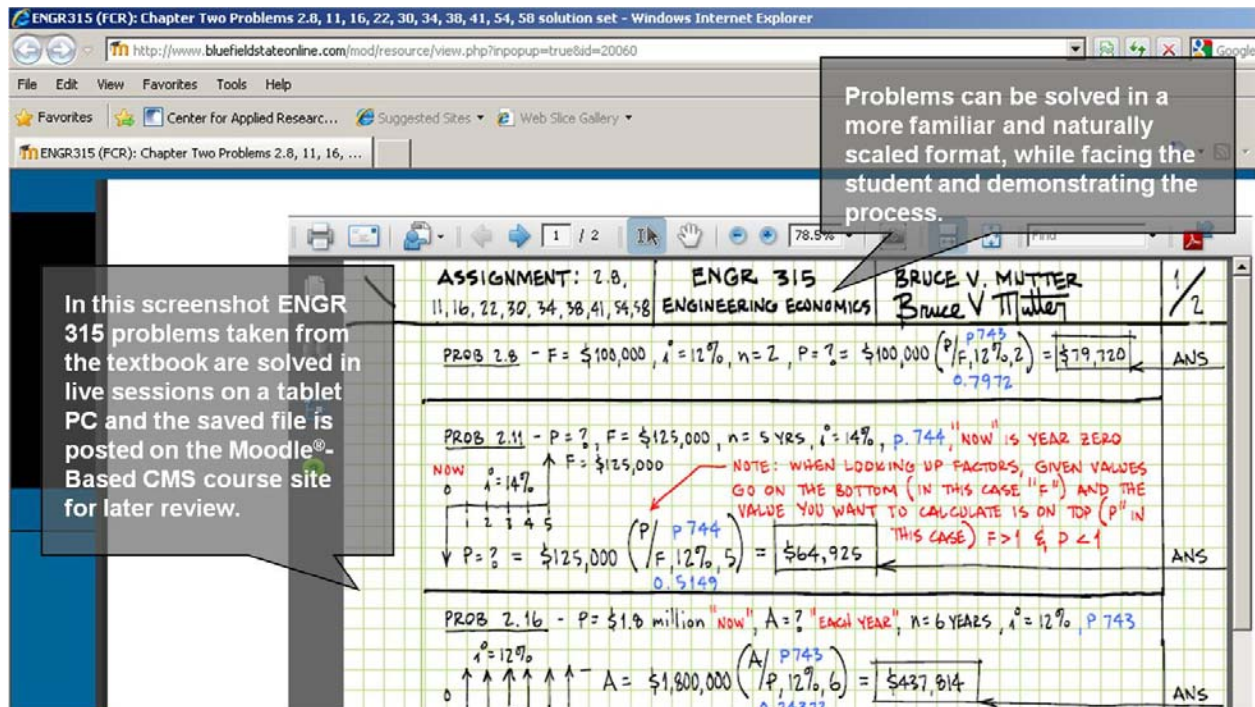 ENGR315 (FCR): Chapter Two Problems 2.8, 11, 16, 22, 30, 34, 38, 41, 54, 58 solution set - Windows Internet Explorer
http://www.bluefieldstateonline.com/mod/resource/view.php?inpopup=true&id=20060
Google
File Edit View Favorites Tools Help
Favorites Center for Applied Researc... Suggested Sites Web Slice Gallery
ENGR315 (FCR): Chapter Two Problems 2.8, 11, 16, ...
Problems can be solved in a
more familiar and naturally
scaled format, while facing the
student and demonstrating the
process.
1 / 2 78.5% Find
In this screenshot ENGR
315 problems taken from
the textbook are solved in
live sessions on a tablet
PC and the saved file is
posted on the Moodle®-
Based CMS course site
for later review.
ASSIGNMENT: 2.8, ENGR 315 BRUCE V. MUTTER 1/2
11, 16, 22, 30, 34, 38, 41, 54, 58 ENGINEERING ECONOMICS Bruce V Mutter
P743
PROB 2.8 - F = $100,000, i = 12%, n = 2, P = ? = $100,000 (P/F, 12%, 2) = $79,720 ANS
0.7972
PROB 2.11 - P = ?, F = $125,000, n = 5 YRS, i = 14%, P. 744, "NOW" IS YEAR ZERO
NOW F = $125,000 NOTE: WHEN LOOKING UP FACTORS, GIVEN VALUES
0 i = 14% GO ON THE BOTTOM (IN THIS CASE "F") AND THE
VALUE YOU WANT TO CALCULATE IS ON TOP (P" IN
1 2 3 4 5 P 744 THIS CASE) F>1 & P<1
P = ? = $125,000 (P/F, 12%, 5) = $64,925 ANS
0.5149
PROB 2.16 - P = $1.8 million "NOW", A = ? "EACH YEAR", n = 6 YEARS, i = 12%, P 743
i = 12% P743
0 A = $1,800,000 (A/P, 12%, 6) = $437,814 ANS
0.24323